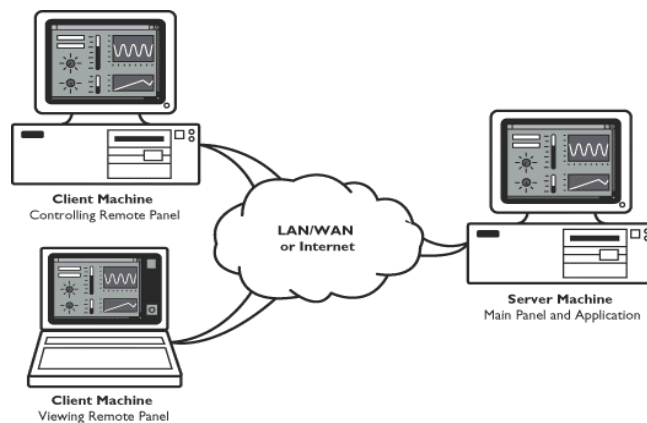 Client Machine
Controlling Remote Panel
LAN/WAN
or Internet
Server Machine
Main Panel and Application
Client Machine
Viewing Remote Panel